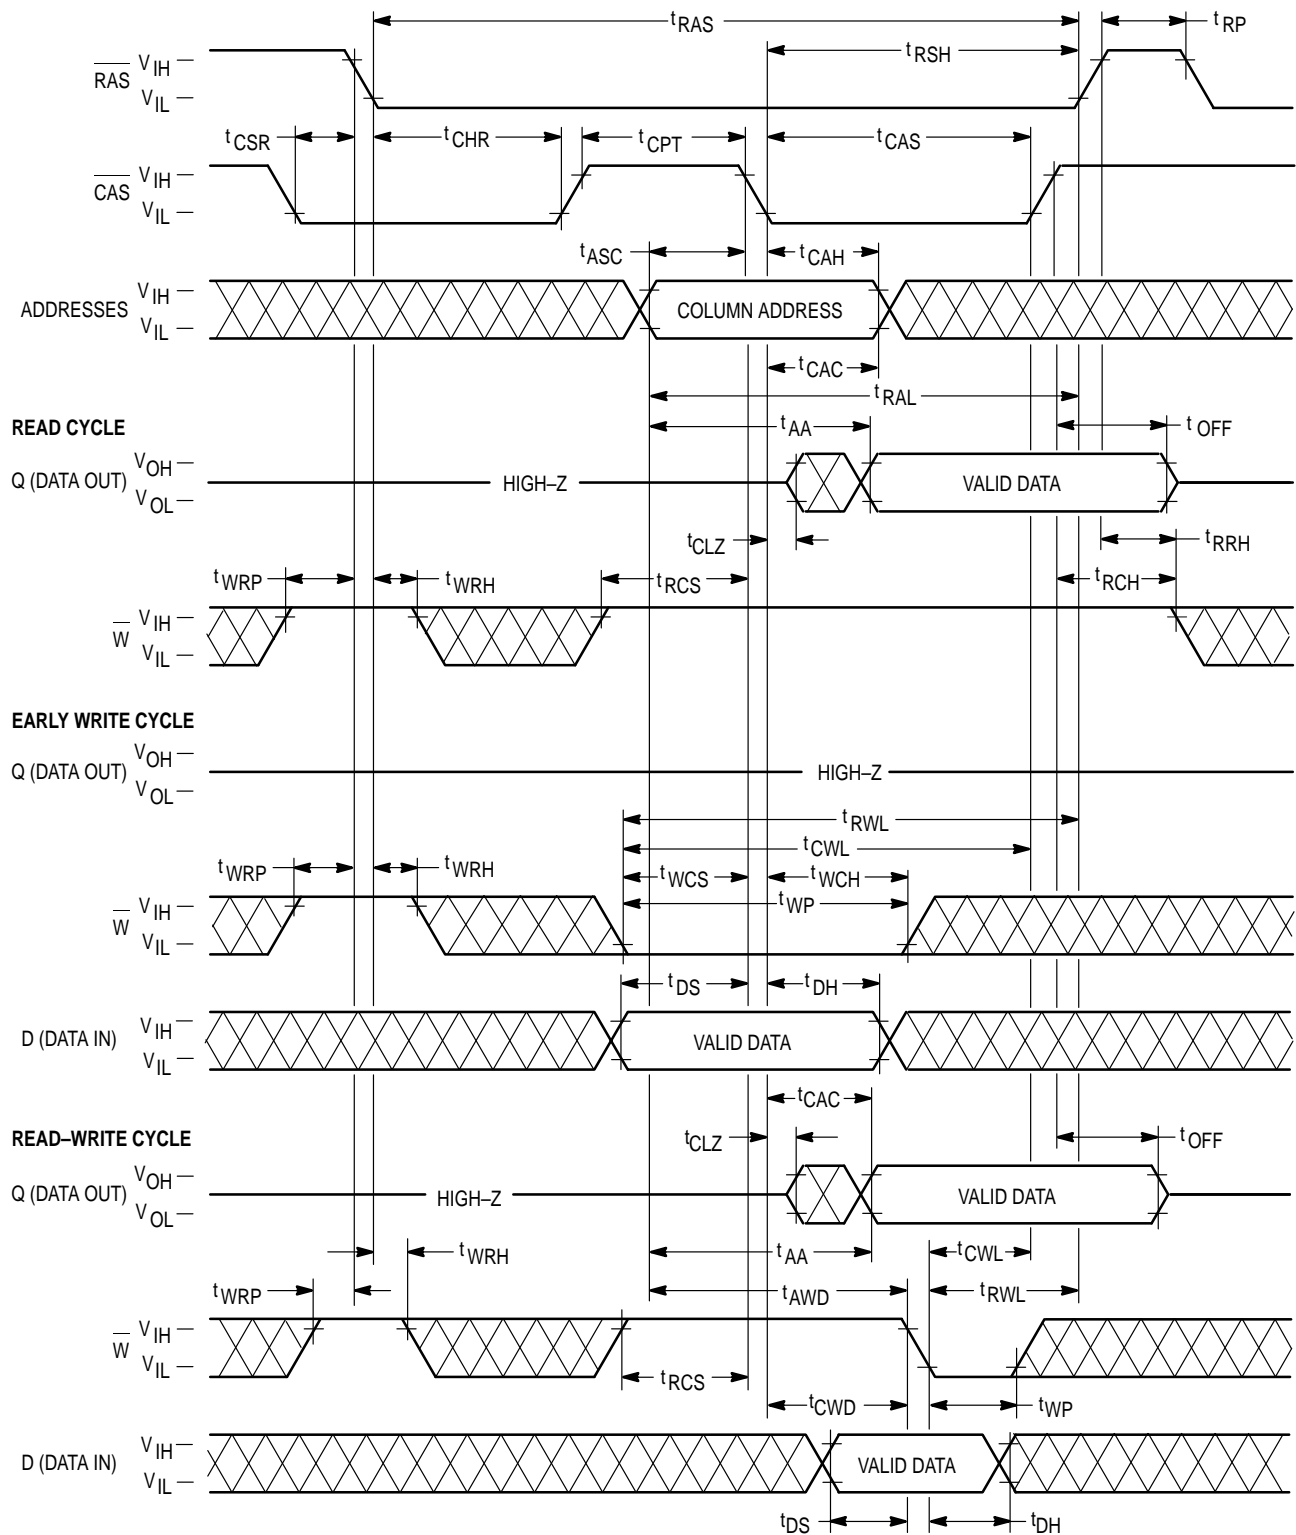 tRAS
tRP
RAS
VIH
VIL
tRSH
tCSR
tCHR
tCPT
tCAS
CAS
VIH
VIL
tASC
tCAH
ADDRESSES
VIH
VIL
COLUMN ADDRESS
tCAC
tRAL
READ CYCLE
tAA
tOFF
Q (DATA OUT)
VOH
VOL
HIGH–Z
VALID DATA
tCLZ
tRRH
tWRP
tWRH
tRCS
tRCH
W
VIH
VIL
EARLY WRITE CYCLE
Q (DATA OUT)
VOH
VOL
HIGH–Z
tRWL
tCWL
tWRP
tWRH
tWCS
tWCH
tWP
W
VIH
VIL
tDS
tDH
D (DATA IN)
VIH
VIL
VALID DATA
tCAC
READ–WRITE CYCLE
tCLZ
tOFF
Q (DATA OUT)
VOH
VOL
HIGH–Z
VALID DATA
tWRH
tAA
tCWL
tWRP
tAWD
tRWL
W
VIH
VIL
tRCS
tCWD
tWP
D (DATA IN)
VIH
VIL
VALID DATA
tDS
tDH